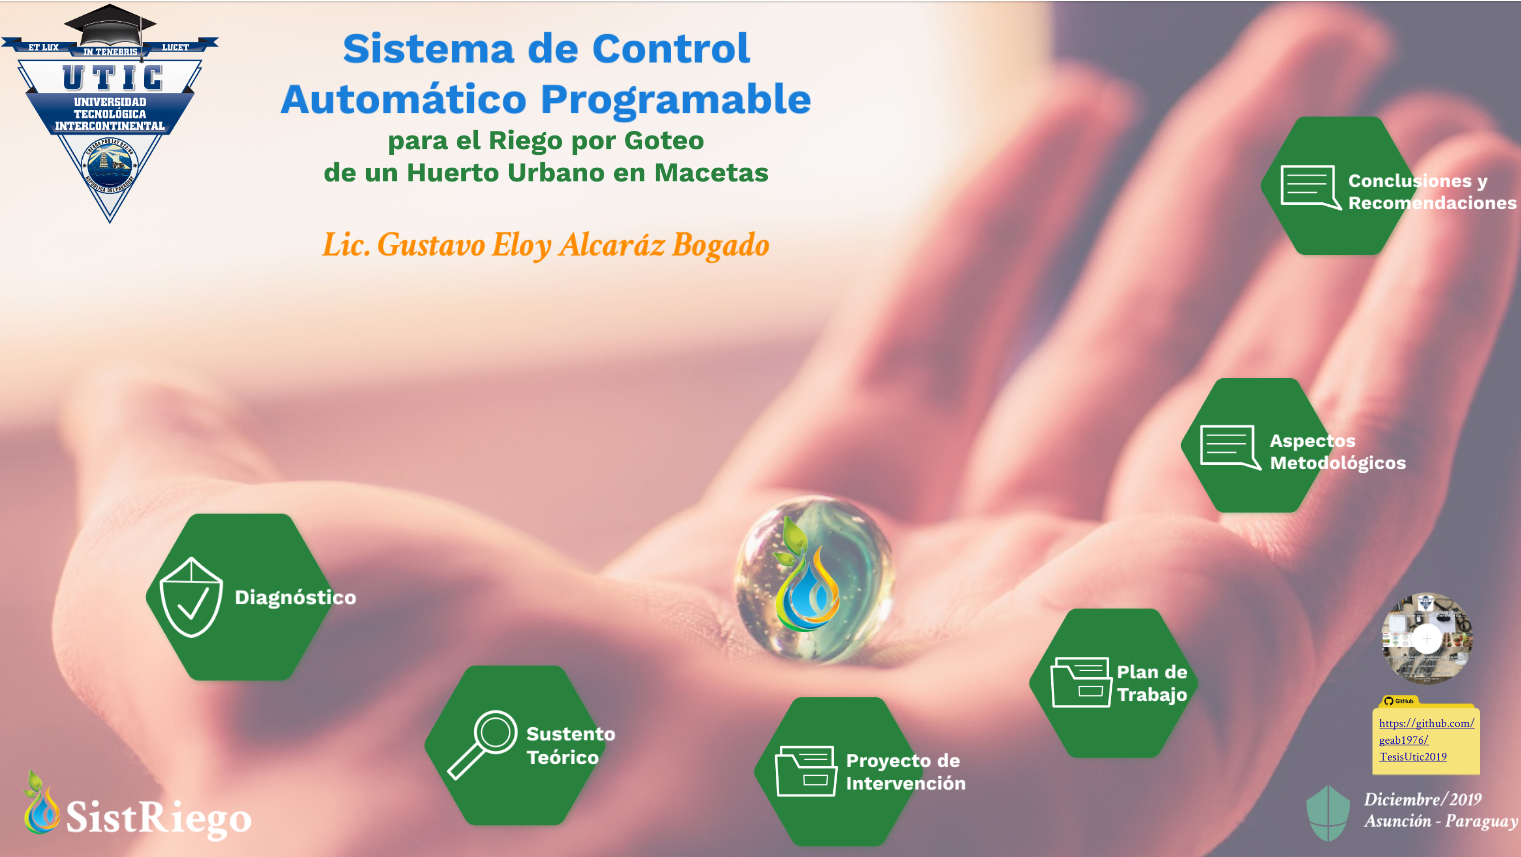 ET LUX
IN TENEBRIS
LUCET
UTIC
UNIVERSIDAD
TECNOLÓGICA
INTERCONTINENTAL
Sistema de Control
Automático Programable
para el Riego por Goteo
de un Huerto Urbano en Macetas
Lic. Gustavo Eloy Alcaráz Bogado
Conclusiones y
Recomendaciones
Aspectos
Metodológicos
Diagnóstico
Sustento
Teórico
Proyecto de
Intervención
Plan de
Trabajo
GitHub
https://github.com/
geab1976/
TesisUtic2019
SistRiego
Diciembre/2019
Asunción - Paraguay